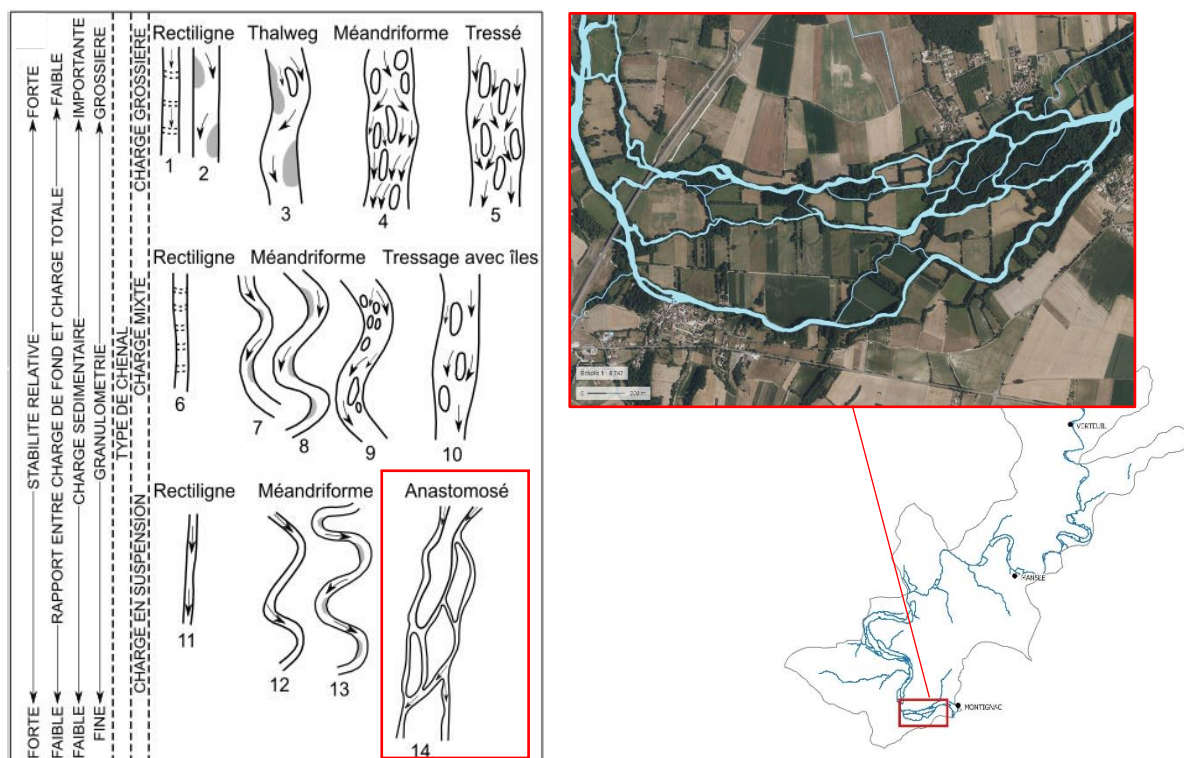 Rectiligne
Thalweg
Méandriforme
Tressé
1
2
3
4
5
Rectiligne
Méandriforme
Tressage avec îles
6
7
8
9
10
Rectiligne
Méandriforme
Anastomosé
11
12
13
14
FORTE
STABILITE RELATIVE
FORTE
FAIBLE
RAPPORT ENTRE CHARGE DE FOND ET CHARGE TOTALE
FAIBLE
FAIBLE
CHARGE SEDIMENTAIRE
IMPORTANTE
FINE
GRANULOMETRIE
GROSSIERE
TYPE DE CHENAL
CHARGE EN SUSPENSION
CHARGE MIXTE
CHARGE GROSSIERE
0
200 m
VERTEUIL
MANSLE
MONTIGNAC